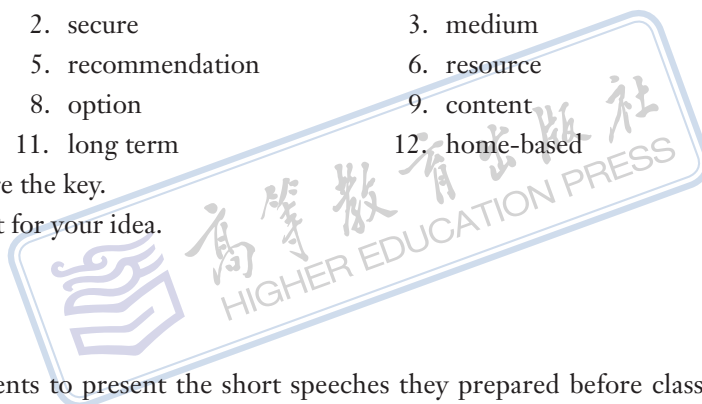 2. secure 3. medium
5. recommendation 6. resource
8. option 9. content
11. long term 12. home-based
re the key.
t for your idea.
高等教育出版社
HIGHER EDUCATION PRESS
ents to present the short speeches they prepared before class